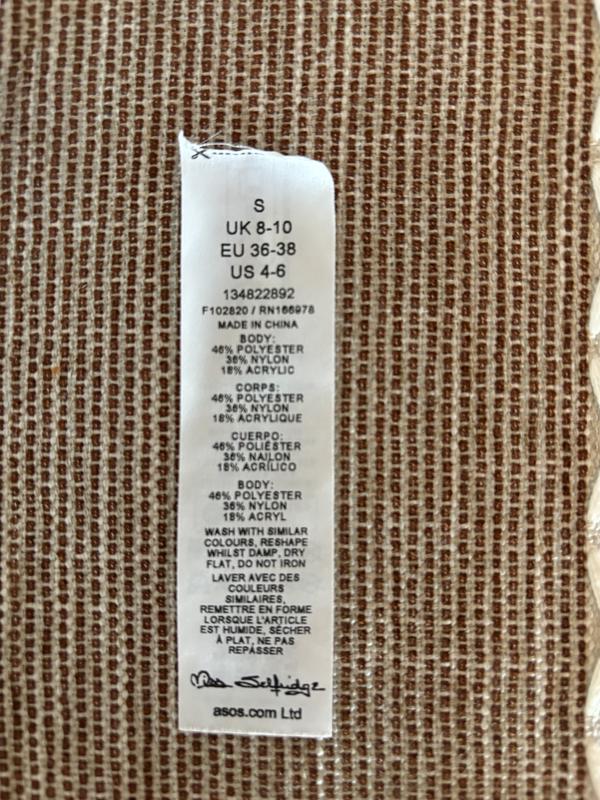 S
UK 8-10
EU 36-38
US 4-6
134822892
F102820 / RN166978
MADE IN CHINA
BODY:
46% POLYESTER
36% NYLON
18% ACRYLIC
CORPS:
46% POLYESTER
36% NYLON
18% ACRYLIQUE
CUERPO:
46% POLIÉSTER
36% NAILON
18% ACRÍLICO
BODY:
46% POLYESTER
36% NYLON
18% ACRYL
WASH WITH SIMILAR
COLOURS, RESHAPE
WHILST DAMP, DRY
FLAT, DO NOT IRON
LAVER AVEC DES
COULEURS
SIMILAIRES,
REMETTRE EN FORME
LORSQUE L'ARTICLE
EST HUMIDE, SÉCHER
À PLAT, NE PAS
REPASSER
Miss Selfridge
asos.com Ltd